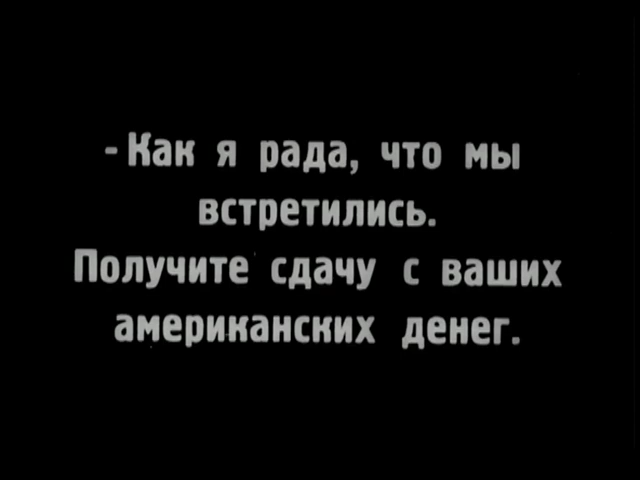 - Как я рада, что мы
встретились.
Получите сдачу с ваших
американских денег.